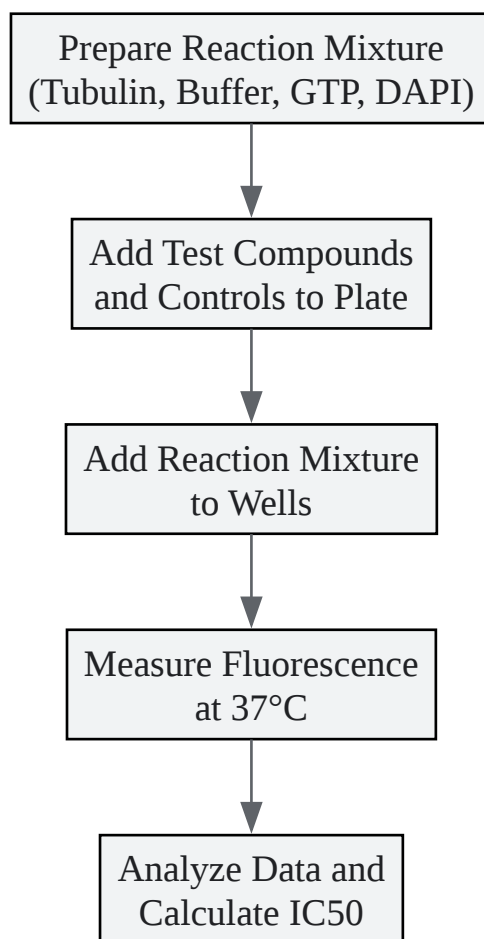 Prepare Reaction Mixture
(Tubulin, Buffer, GTP, DAPI)
Add Test Compounds
and Controls to Plate
Add Reaction Mixture
to Wells
Measure Fluorescence
at 37°C
Analyze Data and
Calculate IC50